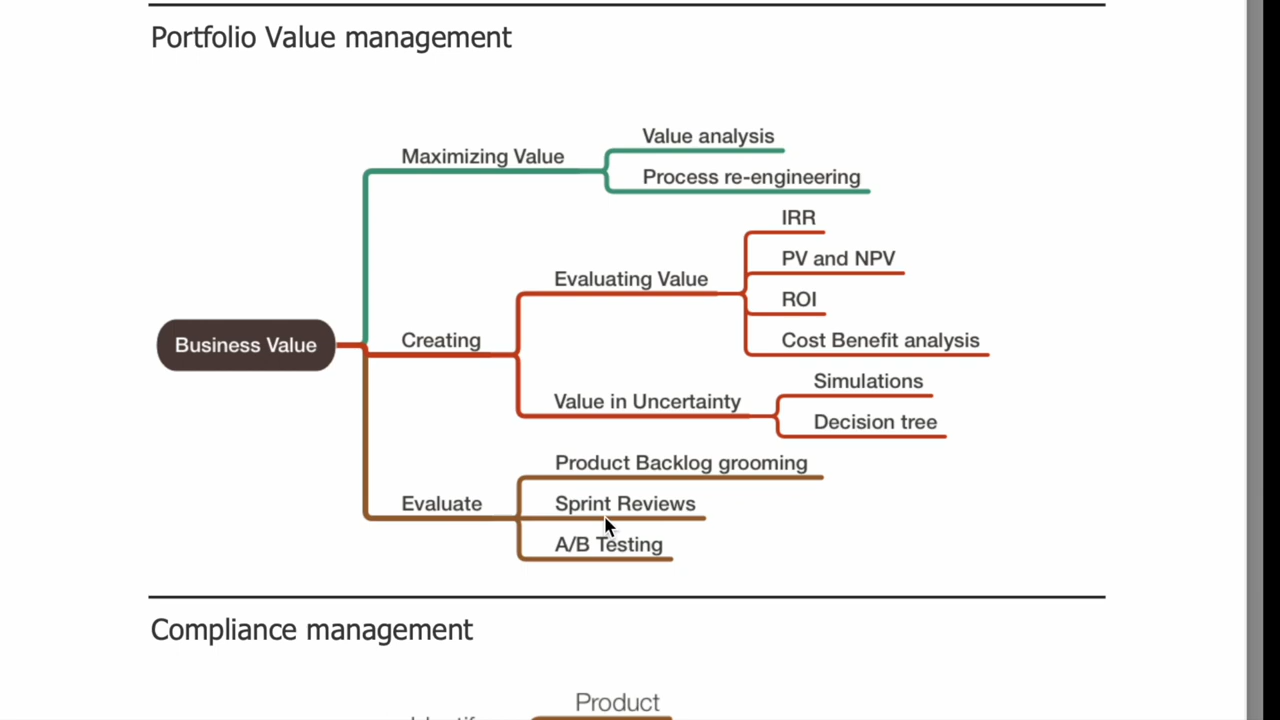 Portfolio Value management
Value analysis
Maximizing Value
Process re-engineering
IRR
PV and NPV
Evaluating Value
ROI
Business Value
Creating
Cost Benefit analysis
Simulations
Value in Uncertainty
Decision tree
Product Backlog grooming
Evaluate
Sprint Reviews
A/B Testing
Compliance management
Product